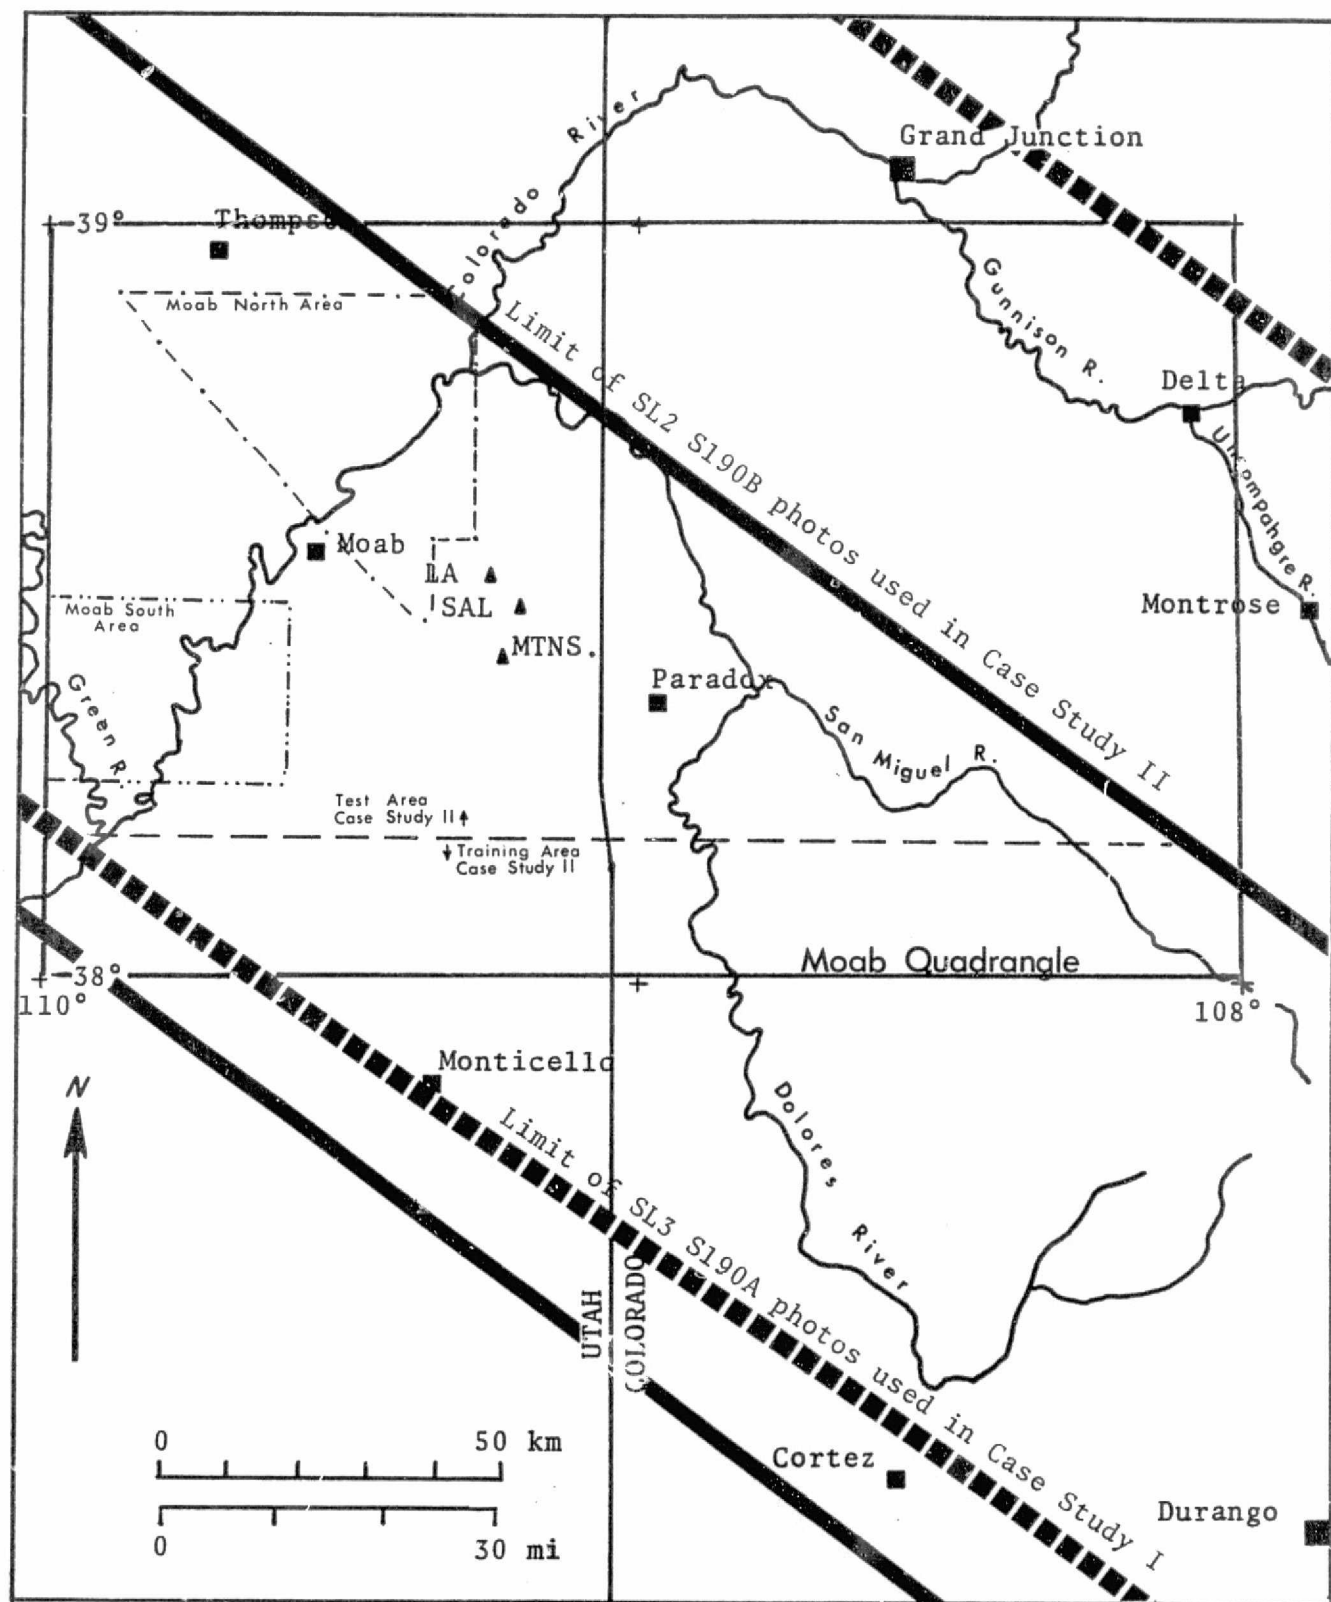 Grand Junction
Colorado River
39°
Thompson
Moab North Area
Gunnison R.
Limit of SL2 S190B photos used in Case Study II
Delta
Uncompahgre R.
Moab
LA
SAL
MTNS.
Montrose
Moab South
Area
Green R.
Paradox
San Miguel R.
Test Area
Case Study II
Training Area
Case Study II
Moab Quadrangle
38°
110°
108°
N
Monticello
Limit of SL3 S190A photos used in Case Study I
Dolores River
UTAH
COLORADO
0 50 km
0 30 mi
Cortez
Durango